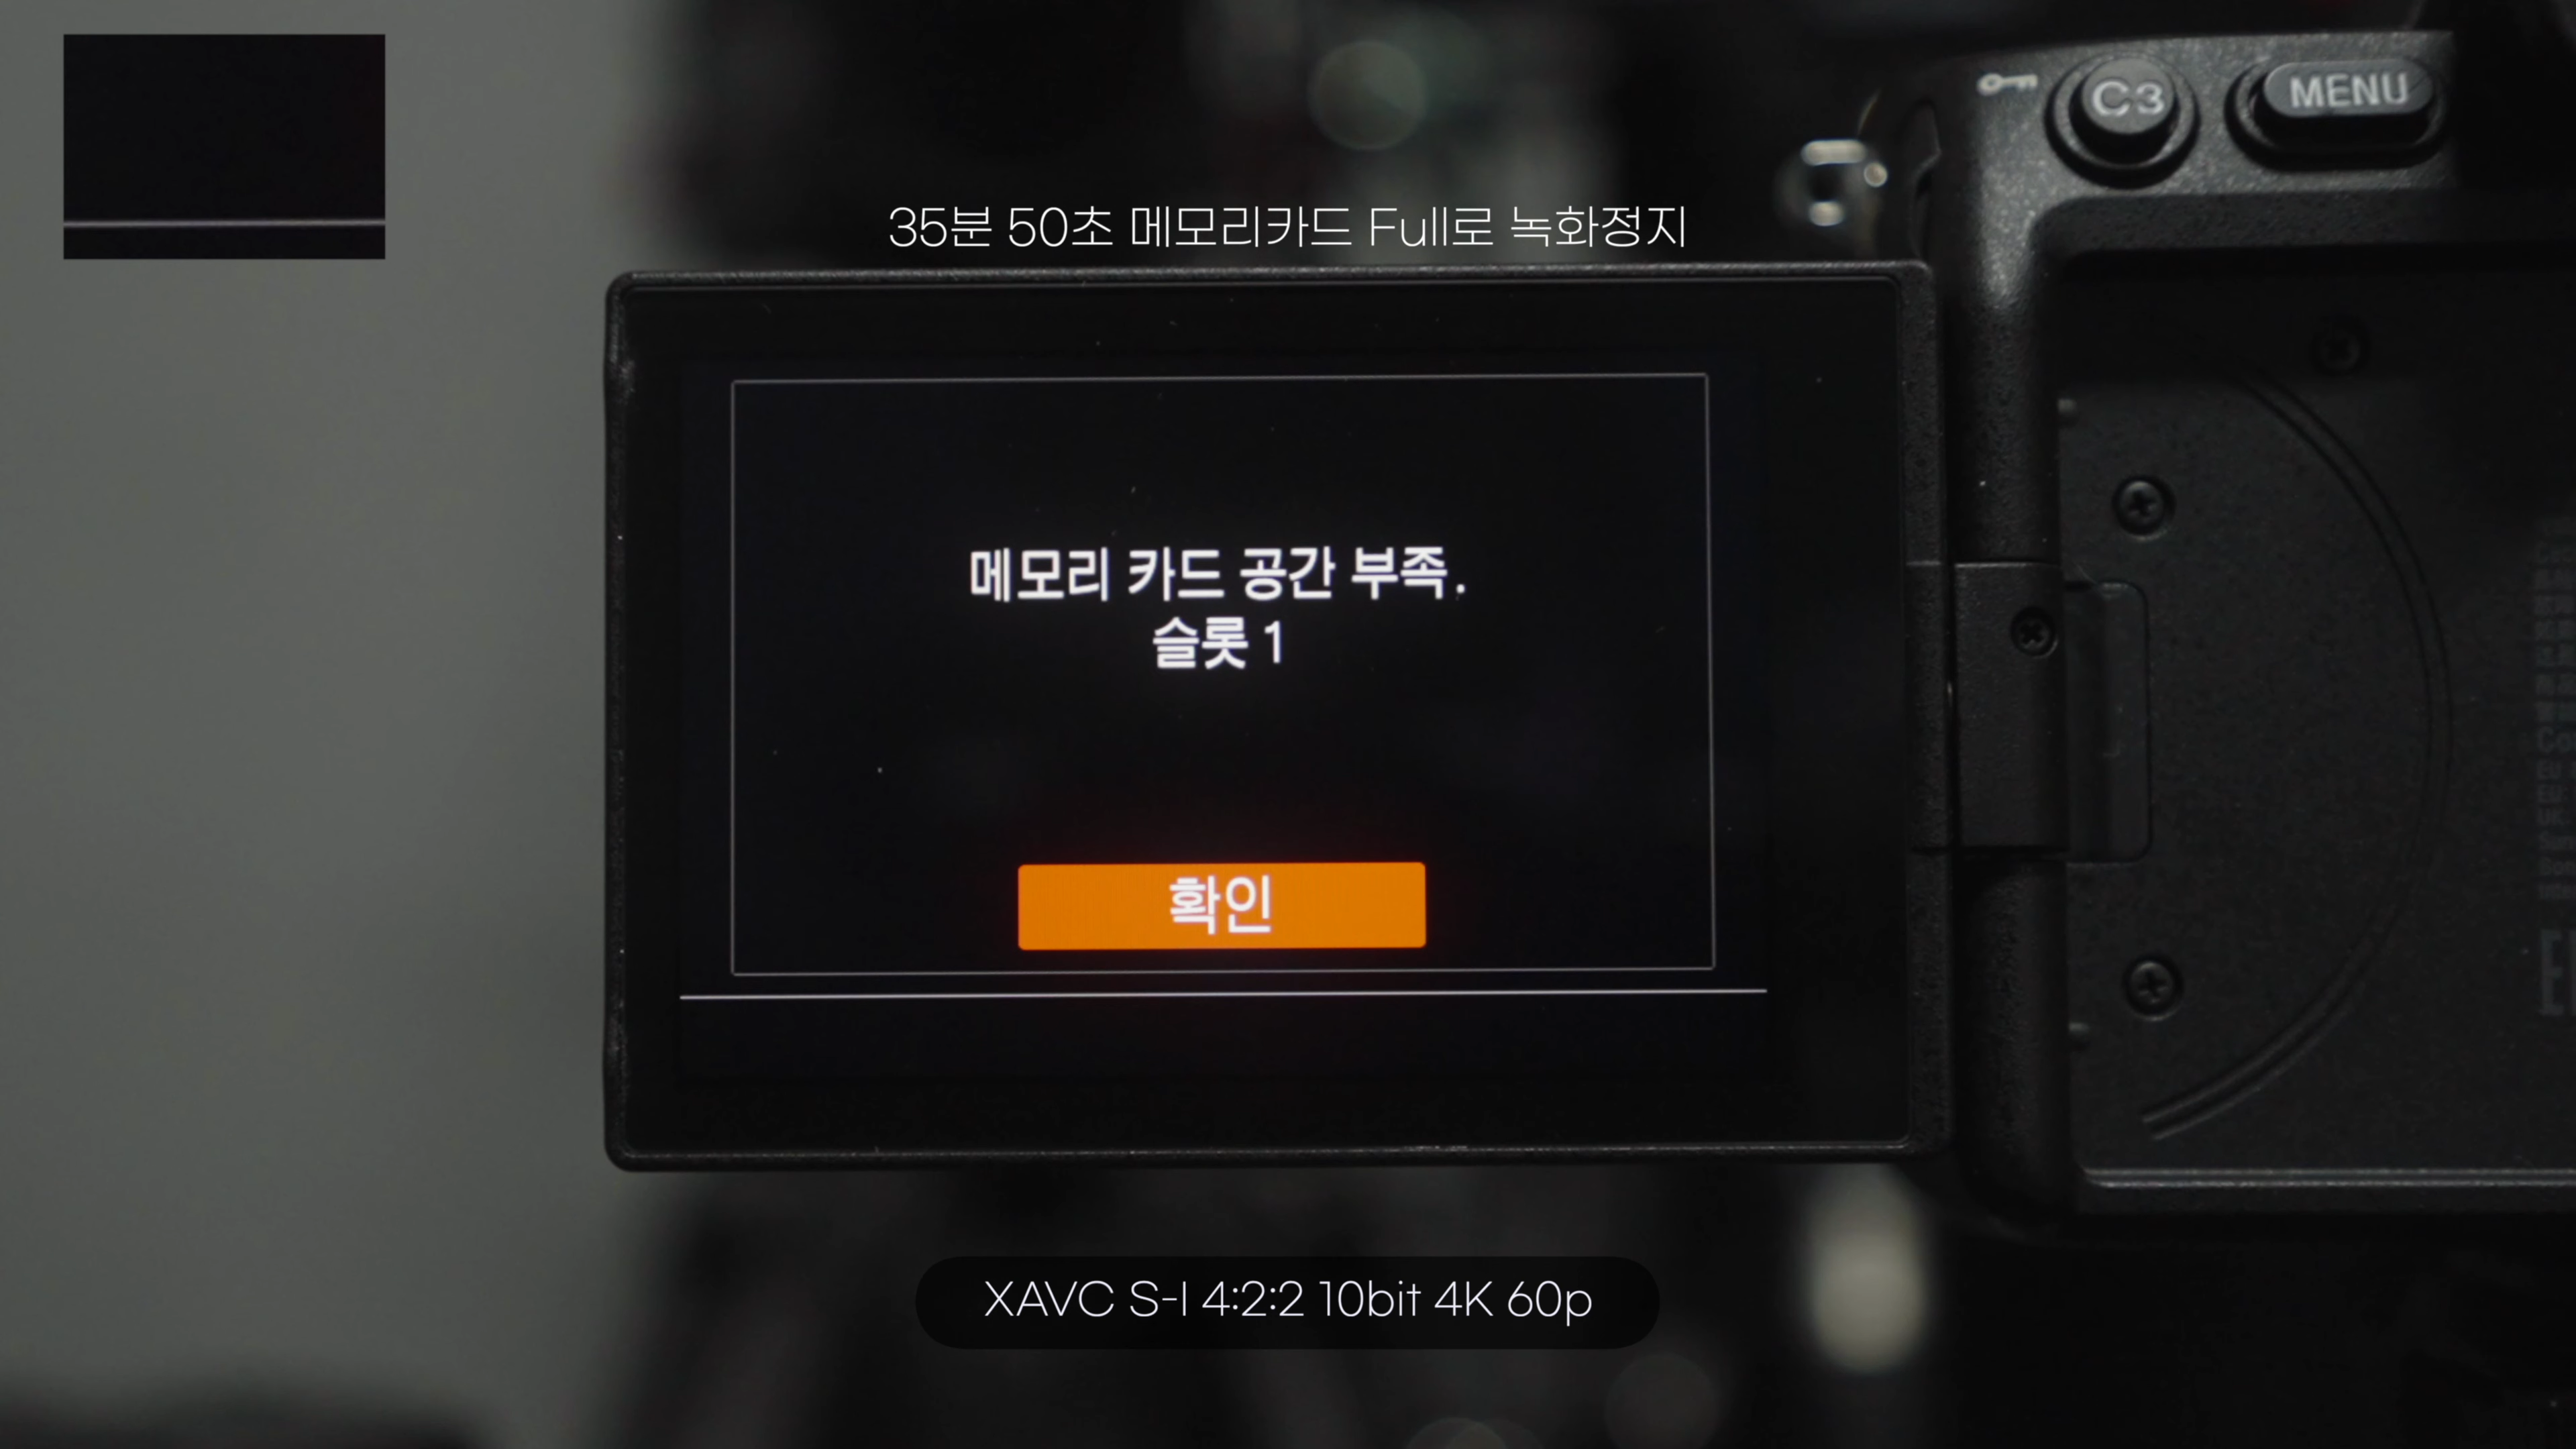 C3
MENU
35분 50초 메모리카드 Full로 녹화정지
메모리 카드 공간 부족.
슬롯 1
확인
XAVC S-I 4:2:2 10bit 4K 60p